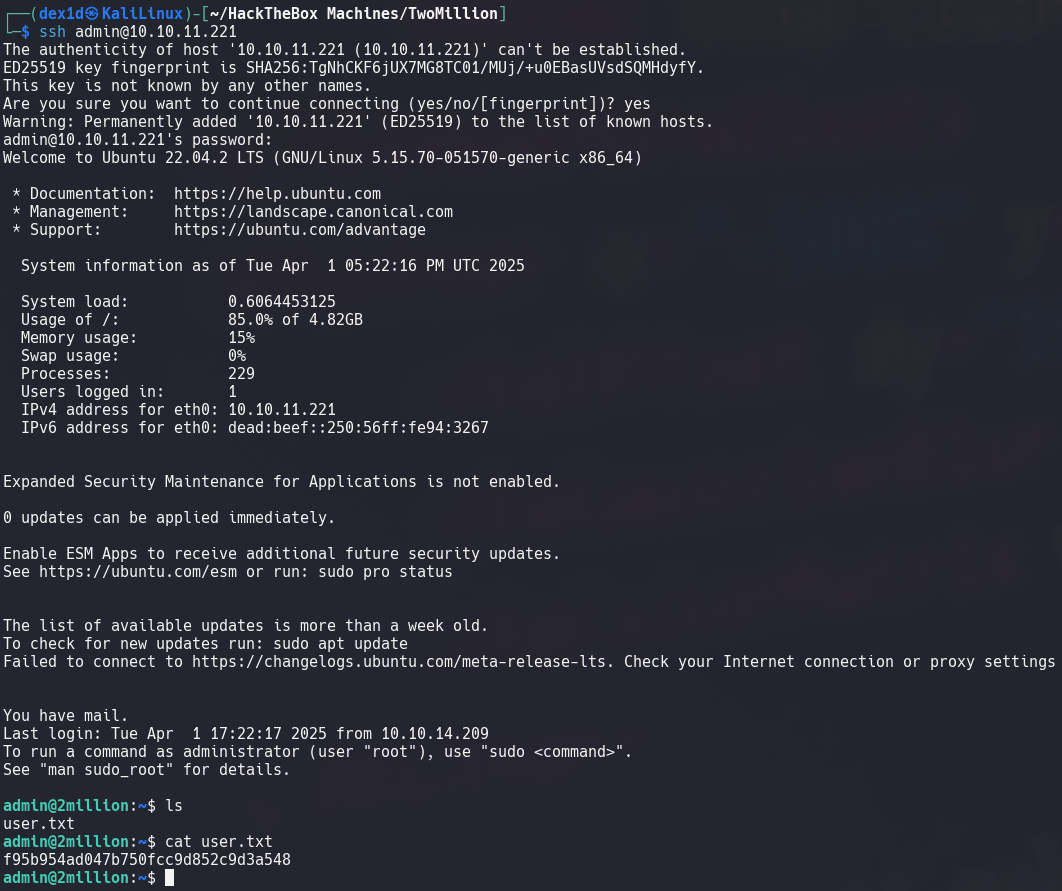 ┌──(dex1d㉿KaliLinux)-[~/HackTheBox Machines/TwoMillion]
└─$ ssh admin@10.10.11.221
The authenticity of host '10.10.11.221 (10.10.11.221)' can't be established.
ED25519 key fingerprint is SHA256:TgNhCKF6jUX7MG8TC01/MUj/+u0EBasUVsdSQMHdyfY.
This key is not known by any other names.
Are you sure you want to continue connecting (yes/no/[fingerprint])? yes
Warning: Permanently added '10.10.11.221' (ED25519) to the list of known hosts.
admin@10.10.11.221's password:
Welcome to Ubuntu 22.04.2 LTS (GNU/Linux 5.15.70-051570-generic x86_64)
* Documentation:  https://help.ubuntu.com
* Management:     https://landscape.canonical.com
* Support:        https://ubuntu.com/advantage
System information as of Tue Apr  1 05:22:16 PM UTC 2025
System load:           0.6064453125
Usage of /:            85.0% of 4.82GB
Memory usage:          15%
Swap usage:            0%
Processes:             229
Users logged in:       1
IPv4 address for eth0: 10.10.11.221
IPv6 address for eth0: dead:beef::250:56ff:fe94:3267
Expanded Security Maintenance for Applications is not enabled.
0 updates can be applied immediately.
Enable ESM Apps to receive additional future security updates.
See https://ubuntu.com/esm or run: sudo pro status
The list of available updates is more than a week old.
To check for new updates run: sudo apt update
Failed to connect to https://changelogs.ubuntu.com/meta-release-lts. Check your Internet connection or proxy settings
You have mail.
Last login: Tue Apr  1 17:22:17 2025 from 10.10.14.209
To run a command as administrator (user "root"), use "sudo <command>".
See "man sudo_root" for details.
admin@2million:~$ ls
user.txt
admin@2million:~$ cat user.txt
f95b954ad047b750fcc9d852c9d3a548
admin@2million:~$